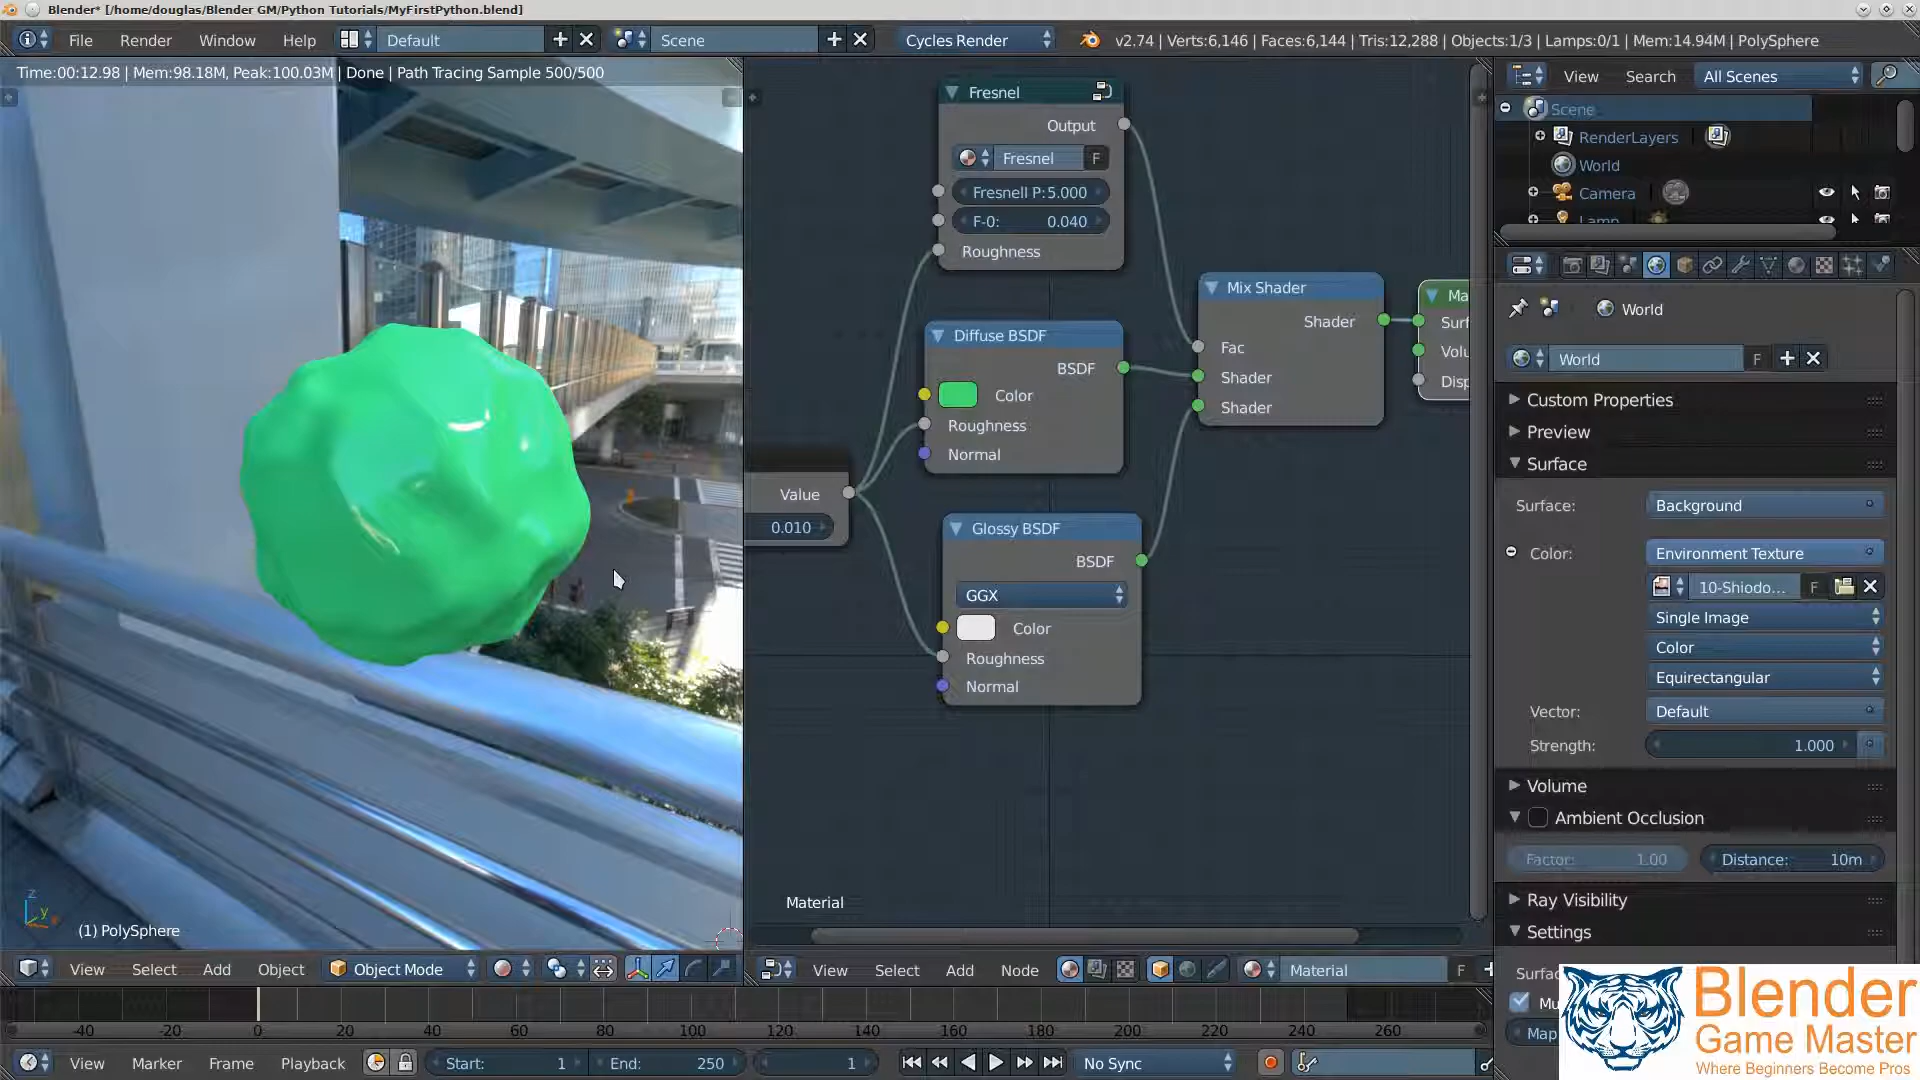 Blender* [/home/douglas/Blender GM/Python Tutorials/MyFirstPython.blend]
File Render Window Help Default Scene Cycles Render v2.74 | Verts:6,146 | Faces:6,144 | Tris:12,288 | Objects:1/3 | Lamps:0/1 | Mem:14.94M | PolySphere
Time:00:12.98 | Mem:98.18M, Peak:100.03M | Done | Path Tracing Sample 500/500
Fresnel
Output
Fresnel F
Fresnell P: 5.000
F-0: 0.040
Roughness
Diffuse BSDF
BSDF
Color
Roughness
Normal
Value
0.010
Glossy BSDF
BSDF
GGX
Color
Roughness
Normal
Mix Shader
Shader
Fac
Shader
Shader
Ma
Surf
Volu
Disp
Material
View Search All Scenes
Scene
RenderLayers
World
Camera
Lamp
World
World F
Custom Properties
Preview
Surface
Surface: Background
Color: Environment Texture
10-Shiodo... F
Single Image
Color
Equirectangular
Vector: Default
Strength: 1.000
Volume
Ambient Occlusion
Factor: 1.00 Distance: 10m
Ray Visibility
Settings
Surfa
Mu
Map
z
y
(1) PolySphere
View Select Add Object Object Mode
View Select Add Node Material F
-40 -20 0 20 40 60 80 100 120 140 160 180 200 220 240 260
View Marker Frame Playback Start: 1 End: 250 1 No Sync
Blender
Game Master
Where Beginners Become Pros